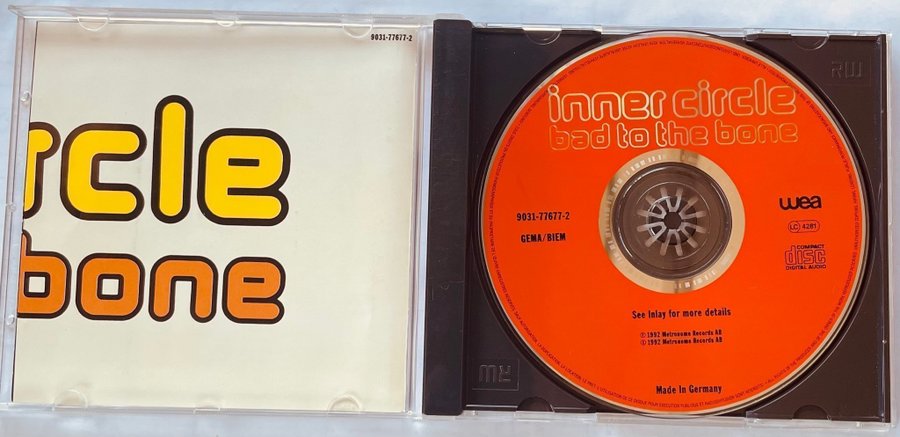 9031-77677-2
rcle
bone
inner circle
bad to the bone
9031-77677-2
GEMA/BIEM
wea
LC 4281
COMPACT
disc
DIGITAL AUDIO
See Inlay for more details
℗ 1992 Metronome Records AB
© 1992 Metronome Records AB
Made In Germany